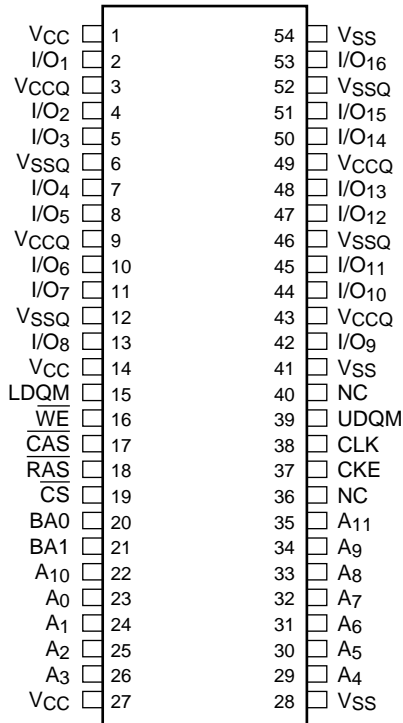 VCC 1 54 VSS
I/O1 2 53 I/O16
VCCQ 3 52 VSSQ
I/O2 4 51 I/O15
I/O3 5 50 I/O14
VSSQ 6 49 VCCQ
I/O4 7 48 I/O13
I/O5 8 47 I/O12
VCCQ 9 46 VSSQ
I/O6 10 45 I/O11
I/O7 11 44 I/O10
VSSQ 12 43 VCCQ
I/O8 13 42 I/O9
VCC 14 41 VSS
LDQM 15 40 NC
W̅E̅ 16 39 UDQM
C̅A̅S̅ 17 38 CLK
R̅A̅S̅ 18 37 CKE
C̅S̅ 19 36 NC
BA0 20 35 A11
BA1 21 34 A9
A10 22 33 A8
A0 23 32 A7
A1 24 31 A6
A2 25 30 A5
A3 26 29 A4
VCC 27 28 VSS